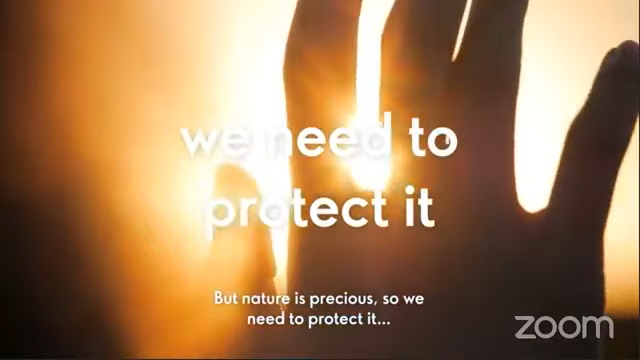 we need to
protect it
But nature is precious, so we
need to protect it...
zoom